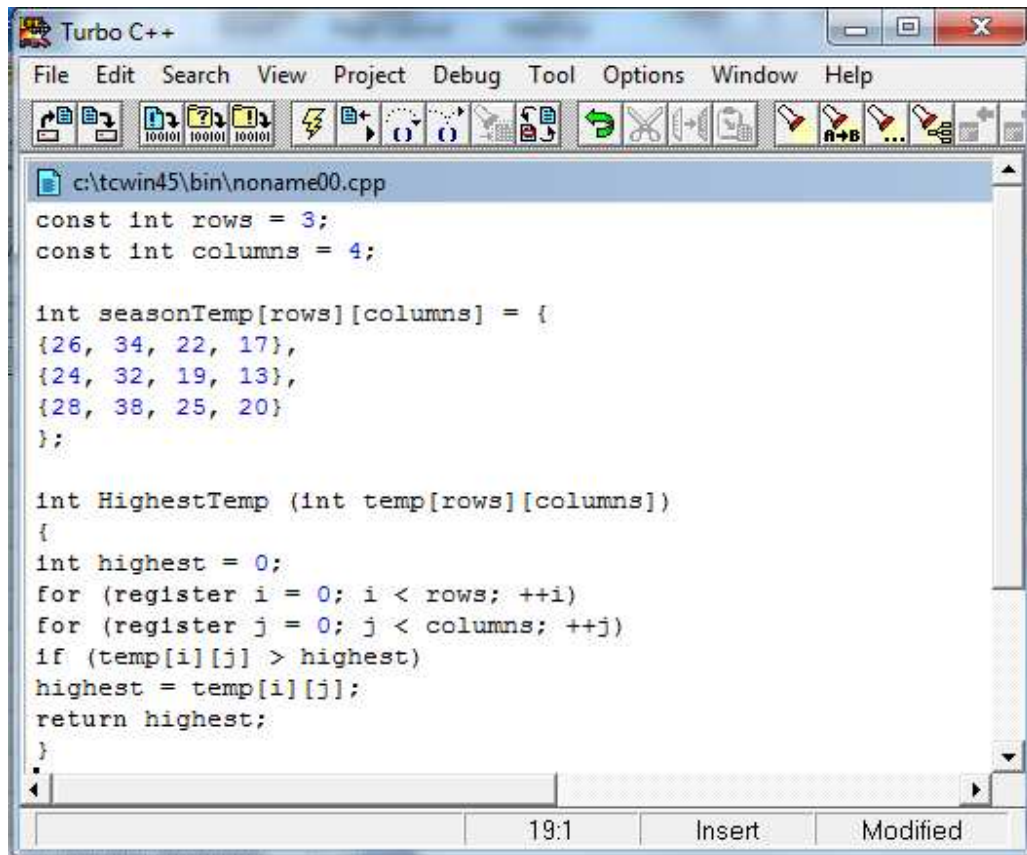 Turbo C++
File Edit Search View Project Debug Tool Options Window Help
c:\tcwin45\bin\noname00.cpp
const int rows = 3;
const int columns = 4;
int seasonTemp[rows][columns] = {
{26, 34, 22, 17},
{24, 32, 19, 13},
{28, 38, 25, 20}
};
int HighestTemp (int temp[rows][columns])
{
int highest = 0;
for (register i = 0; i < rows; ++i)
for (register j = 0; j < columns; ++j)
if (temp[i][j] > highest)
highest = temp[i][j];
return highest;
}
19:1 Insert Modified